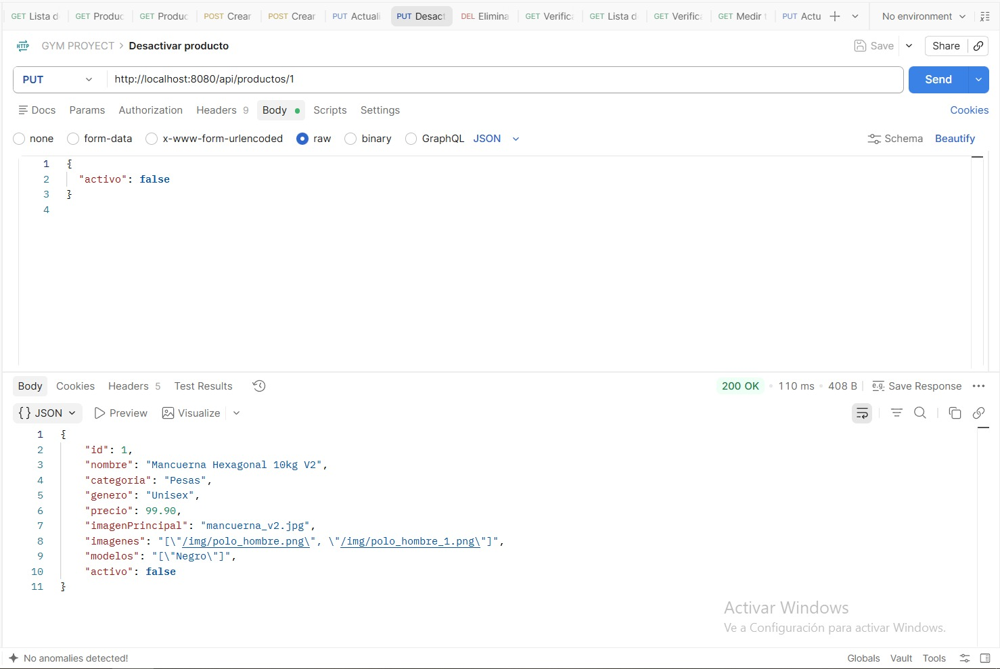 GET Lista d GET Produc GET Produc POST Crear POST Crear PUT Actuali PUT Desact DEL Elimina GET Verifica GET Lista d GET Verifica GET Medir PUT Actu No environment
HTTP GYM PROYECT > Desactivar producto Save Share
PUT http://localhost:8080/api/productos/1 Send
Docs Params Authorization Headers 9 Body Scripts Settings Cookies
none form-data x-www-form-urlencoded raw binary GraphQL JSON Schema Beautify
1 {
2 "activo": false
3 }
4
Body Cookies Headers 5 Test Results 200 OK • 110 ms • 408 B e.g. Save Response
{} JSON Preview Visualize
1 {
2 "id": 1,
3 "nombre": "Mancuerna Hexagonal 10kg V2",
4 "categoria": "Pesas",
5 "genero": "Unisex",
6 "precio": 99.90,
7 "imagenPrincipal": "mancuerna_v2.jpg",
8 "imagenes": "[\"/img/polo_hombre.png\", \"/img/polo_hombre_1.png\"]",
9 "modelos": "[\"Negro\"]",
10 "activo": false
11 }
Activar Windows
Ve a Configuración para activar Windows.
No anomalies detected! Globals Vault Tools